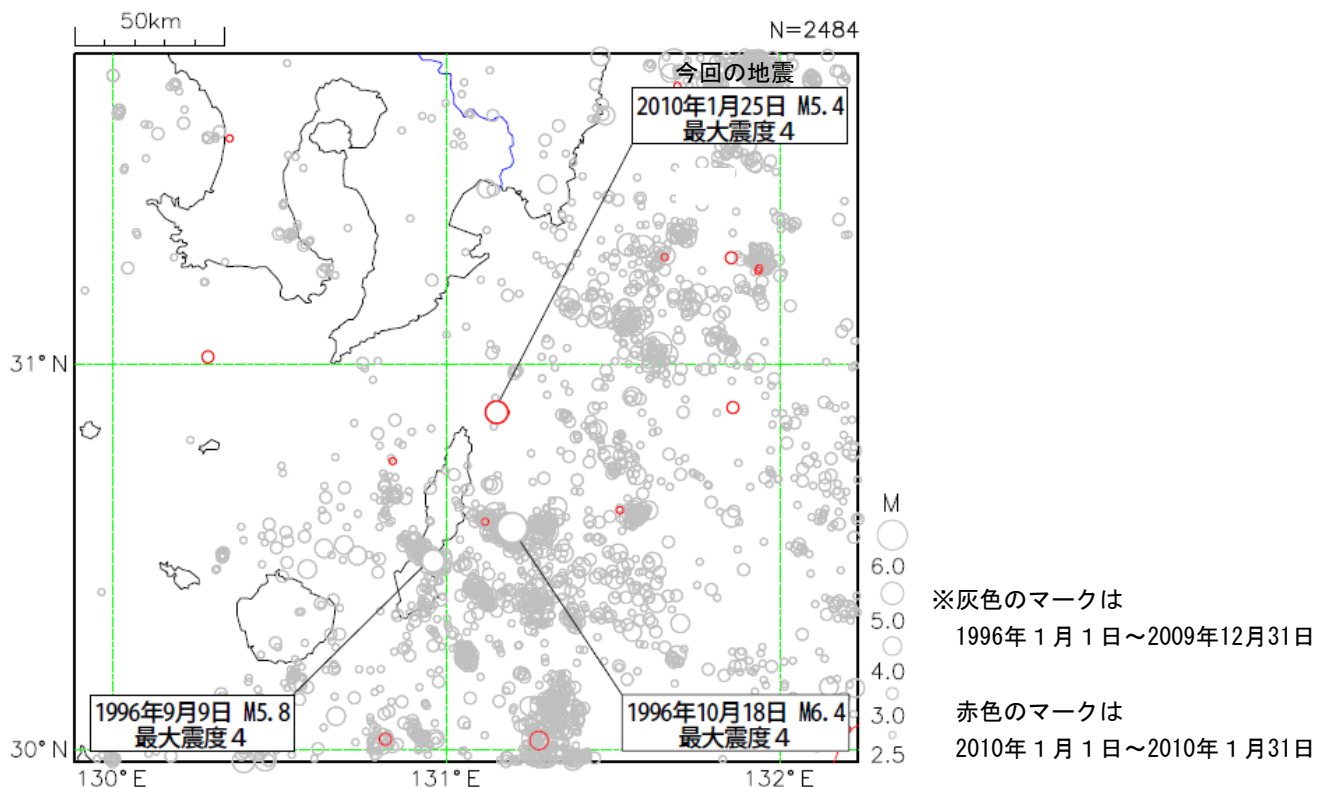 50km
N=2484
今回の地震
2010年1月25日 M5.4
最大震度４
31°N
1996年9月9日 M5.8
最大震度４
1996年10月18日 M6.4
最大震度４
30°N
130°E
131°E
132°E
M
6.0
5.0
4.0
3.0
2.5
※灰色のマークは
1996年１月１日～2009年12月31日
赤色のマークは
2010年１月１日～2010年１月31日